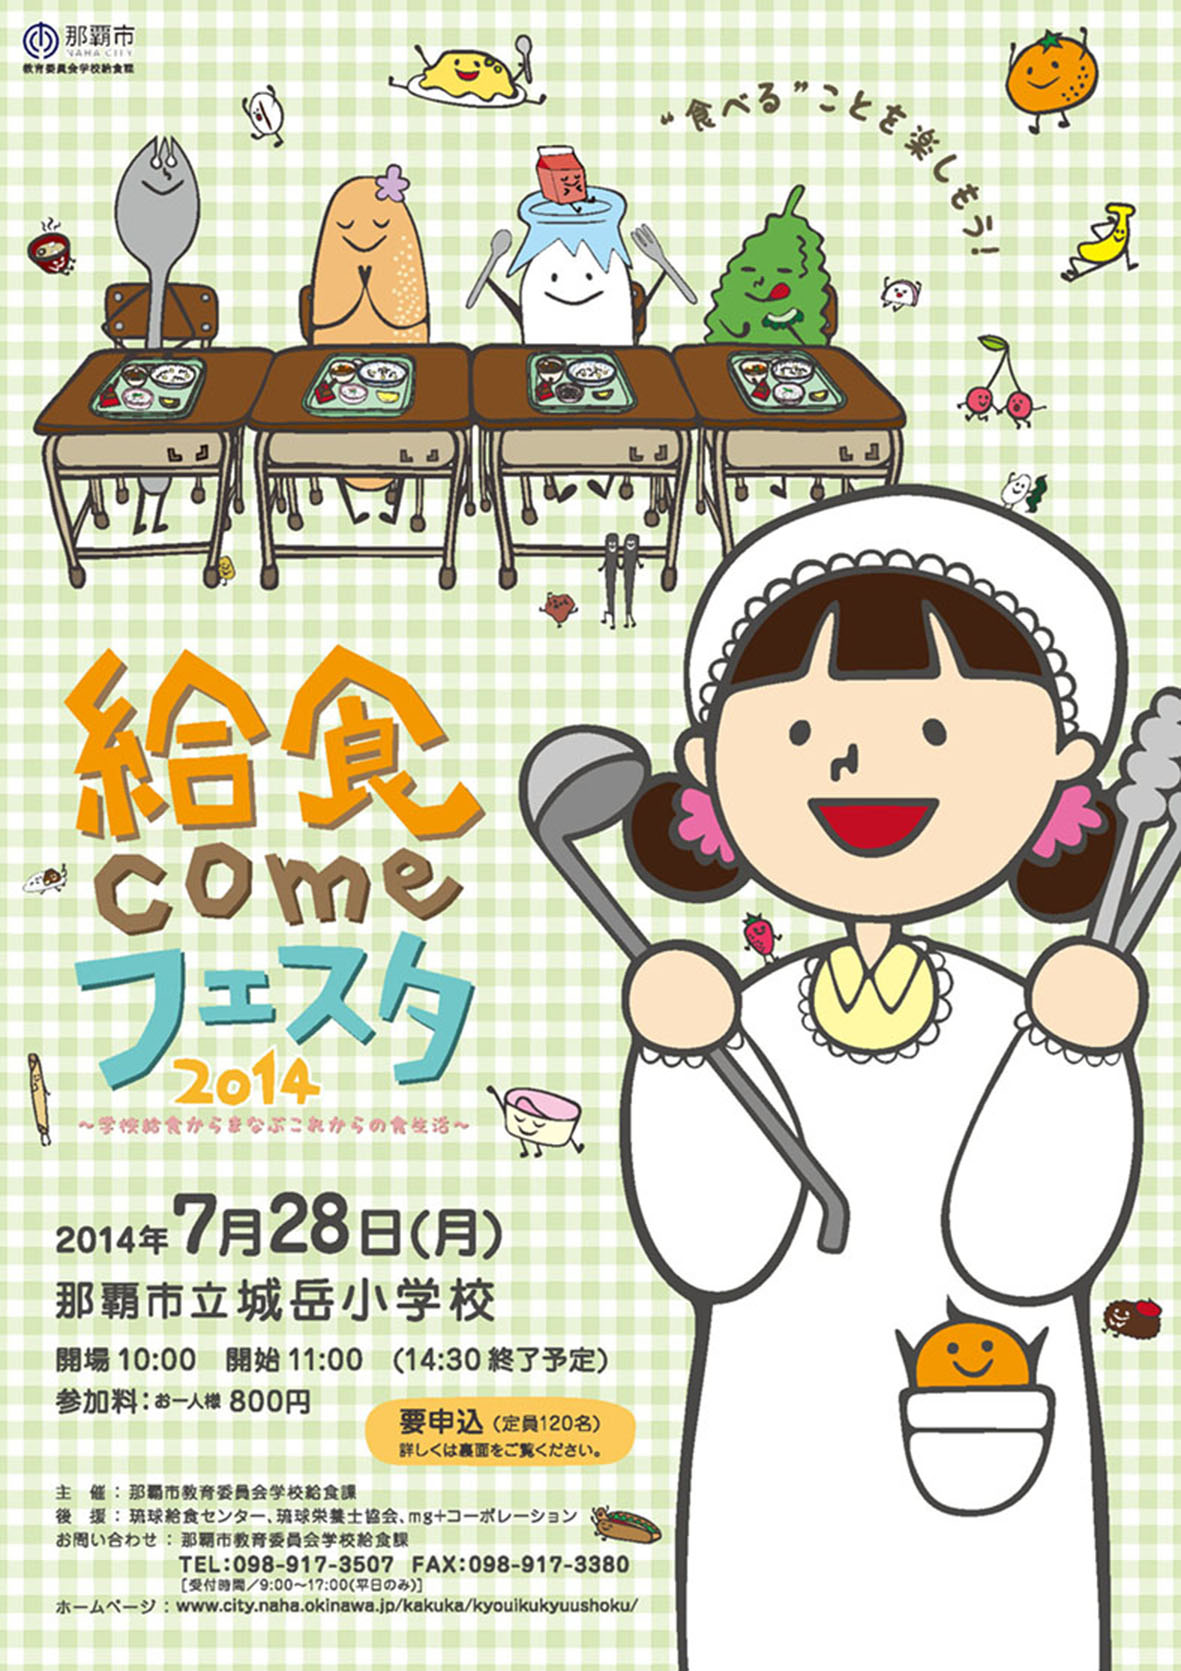 那覇市
NAHA CITY
教育委員会学校給食課
“食べる”ことを楽しもう!
給食
come
フェスタ
2014
～学校給食からまなぶこれからの食生活～
2014年 7月28日(月)
那覇市立城岳小学校
開場 10:00 開始 11:00 (14:30 終了予定)
参加料：お一人様 800円
要申込 (定員120名)
詳しくは裏面をご覧ください。
主 催：那覇市教育委員会学校給食課
後 援：琉球給食センター、琉球栄養士協会、mg+コーポレーション
お問い合わせ：那覇市教育委員会学校給食課
TEL：098-917-3507 FAX：098-917-3380
[受付時間／9:00～17:00(平日のみ)]
ホームページ：www.city.naha.okinawa.jp/kakuka/kyouikukyuushoku/